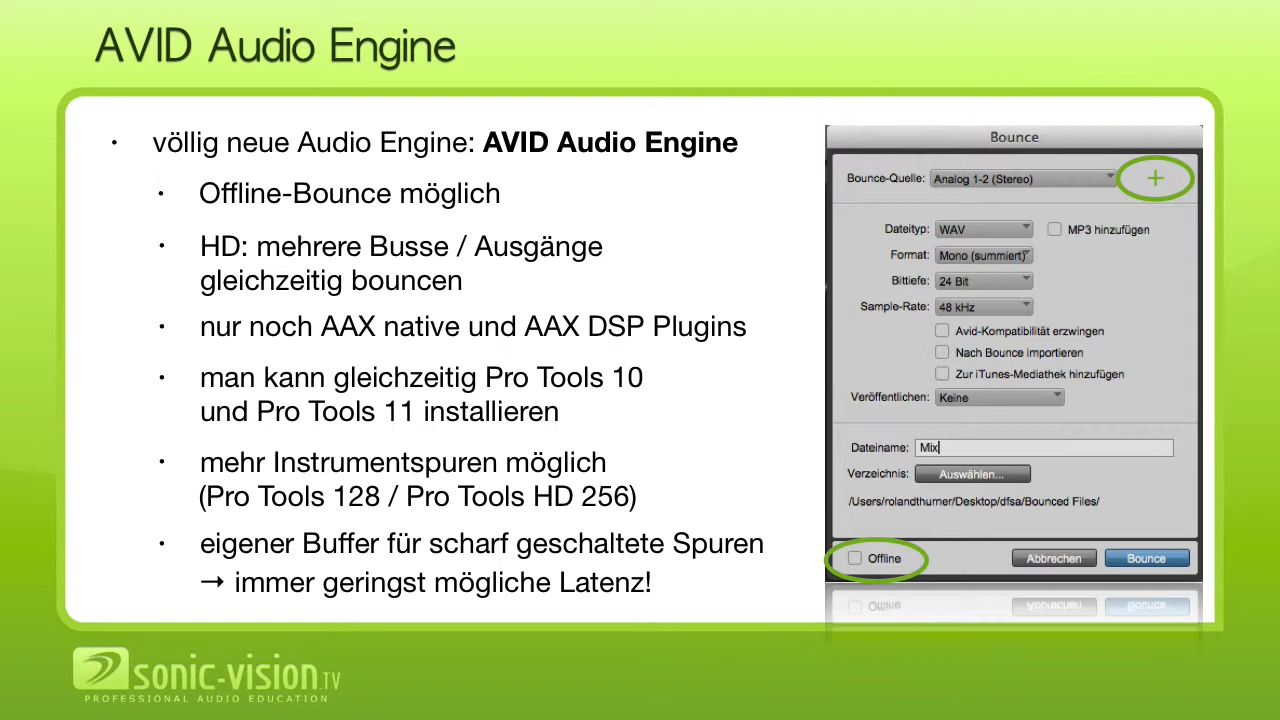 AVID Audio Engine
• völlig neue Audio Engine: AVID Audio Engine
• Offline-Bounce möglich
• HD: mehrere Busse / Ausgänge
gleichzeitig bouncen
• nur noch AAX native und AAX DSP Plugins
• man kann gleichzeitig Pro Tools 10
und Pro Tools 11 installieren
• mehr Instrumentspuren möglich
(Pro Tools 128 / Pro Tools HD 256)
• eigener Buffer für scharf geschaltete Spuren
→ immer geringst mögliche Latenz!
Bounce
Bounce-Quelle: Analog 1-2 (Stereo) +
Dateityp: WAV MP3 hinzufügen
Format: Mono (summiert)
Bittiefe: 24 Bit
Sample-Rate: 48 kHz
Avid-Kompatibilität erzwingen
Nach Bounce importieren
Zur iTunes-Mediathek hinzufügen
Veröffentlichen: Keine
Dateiname: Mix
Verzeichnis: Auswählen...
/Users/rolandthurner/Desktop/dfsa/Bounced Files/
Offline Abbrechen Bounce
sonic-vision.TV
PROFESSIONAL AUDIO EDUCATION